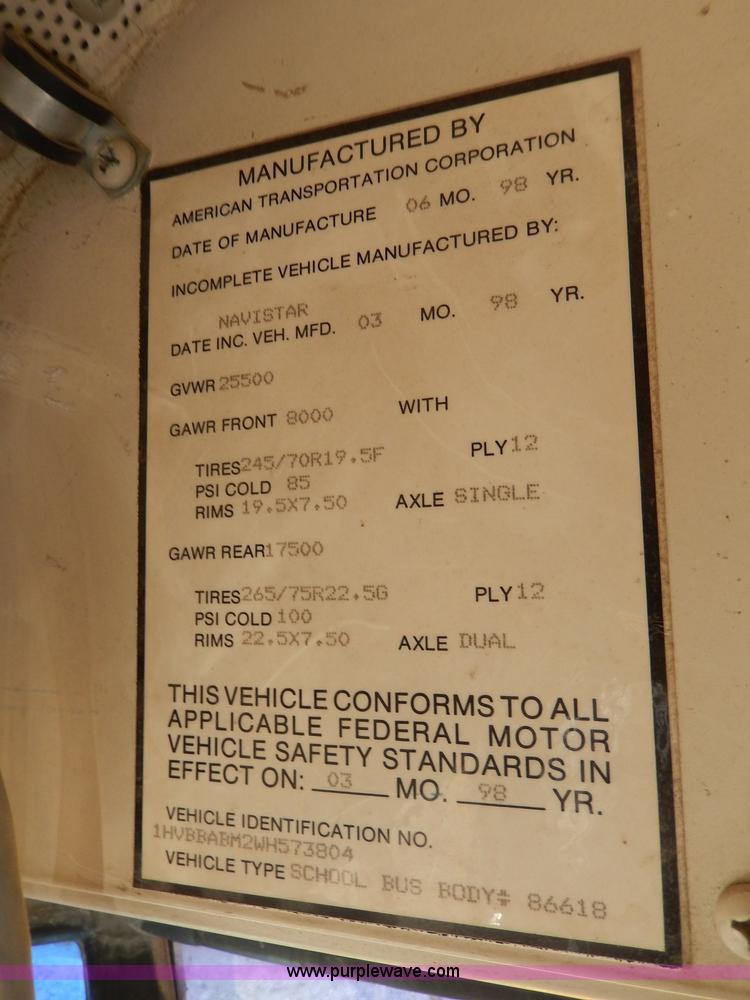 MANUFACTURED BY
AMERICAN TRANSPORTATION CORPORATION
DATE OF MANUFACTURE 06 MO. 98 YR.
INCOMPLETE VEHICLE MANUFACTURED BY:
NAVISTAR
DATE INC. VEH. MFD. 03 MO. 98 YR.
GVWR 25500
GAWR FRONT 8000 WITH
TIRES 245/70R19.5F PLY 12
PSI COLD 85
RIMS 19.5X7.50 AXLE SINGLE
GAWR REAR 17500
TIRES 265/75R22.5G PLY 12
PSI COLD 100
RIMS 22.5X7.50 AXLE DUAL
THIS VEHICLE CONFORMS TO ALL
APPLICABLE FEDERAL MOTOR
VEHICLE SAFETY STANDARDS IN
EFFECT ON: 03 MO. 98 YR.
VEHICLE IDENTIFICATION NO.
1HVBBABM2WH573804
VEHICLE TYPE SCHOOL BUS BODY# 86618
www.purplewave.com